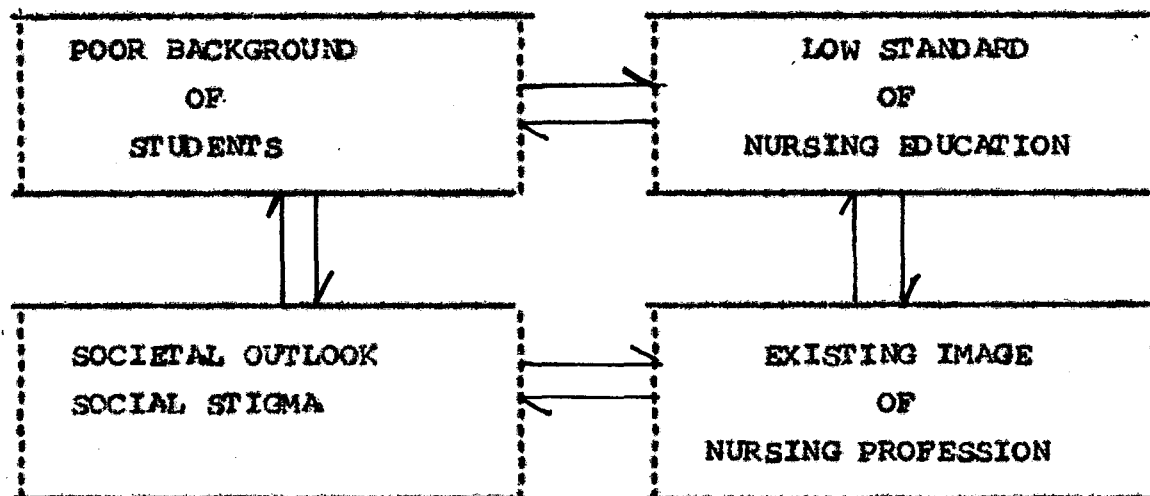 POOR BACKGROUND
OF
STUDENTS
LOW STANDARD
OF
NURSING EDUCATION
SOCIETAL OUTLOOK
SOCIAL STIGMA
EXISTING IMAGE
OF
NURSING PROFESSION